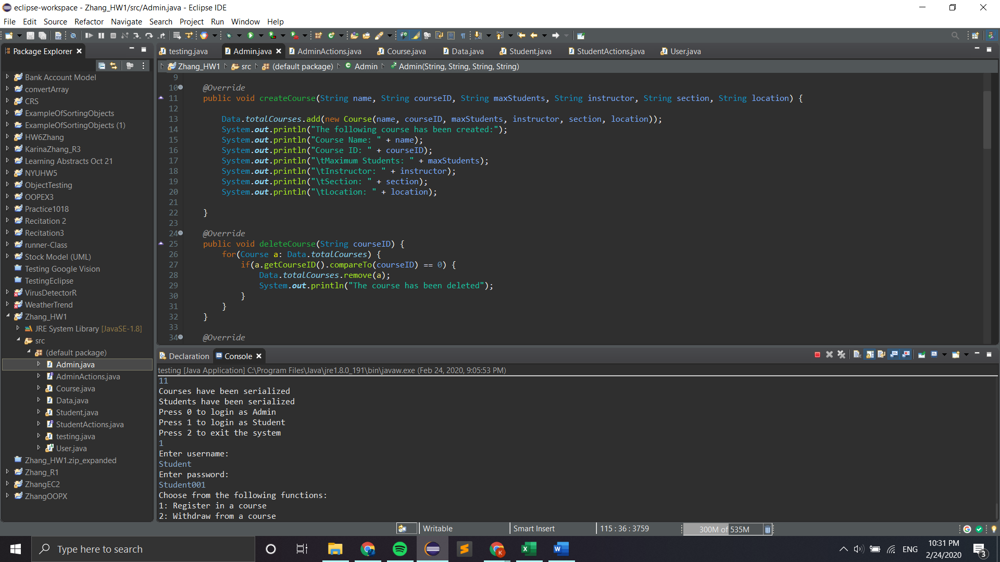 eclipse-workspace - Zhang_HW1/src/Admin.java - Eclipse IDE
File Edit Source Refactor Navigate Search Project Run Window Help
Package Explorer
Bank Account Model
convertArray
CRS
ExampleOfSortingObjects
ExampleOfSortingObjects (1)
HW6Zhang
KarinaZhang_R3
Learning Abstracts Oct 21
NYUHW5
ObjectTesting
OOPEX3
Practice1018
Recitation 2
Recitation3
runner-Class
Stock Model (UML)
Testing Google Vision
TestingEclipse
VirusDetectorR
WeatherTrend
Zhang_HW1
JRE System Library [JavaSE-1.8]
src
(default package)
Admin.java
AdminActions.java
Course.java
Data.java
Student.java
StudentActions.java
testing.java
User.java
Zhang_HW1.zip_expanded
Zhang_R1
ZhangEC2
ZhangOOPX
testing.java Admin.java AdminActions.java Course.java Data.java Student.java StudentActions.java User.java
Zhang_HW1 src (default package) Admin Admin(String, String, String, String)
9
10 @Override
11 public void createCourse(String name, String courseID, String maxStudents, String instructor, String section, String location) {
12
13 Data.totalCourses.add(new Course(name, courseID, maxStudents, instructor, section, location));
14 System.out.println("The following course has been created:");
15 System.out.println("Course Name: " + name);
16 System.out.println("Course ID: " + courseID);
17 System.out.println("\tMaximum Students: " + maxStudents);
18 System.out.println("\tInstructor: " + instructor);
19 System.out.println("\tSection: " + section);
20 System.out.println("\tLocation: " + location);
21
22 }
23
24 @Override
25 public void deleteCourse(String courseID) {
26 for(Course a: Data.totalCourses) {
27 if(a.getCourseID().compareTo(courseID) == 0) {
28 Data.totalCourses.remove(a);
29 System.out.println("The course has been deleted");
30 }
31 }
32 }
33
34 @Override
Declaration Console
testing [Java Application] C:\Program Files\Java\jre1.8.0_191\bin\javaw.exe (Feb 24, 2020, 9:05:53 PM)
11
Courses have been serialized
Students have been serialized
Press 0 to login as Admin
Press 1 to login as Student
Press 2 to exit the system
1
Enter username:
Student
Enter password:
Student001
Choose from the following functions:
1: Register in a course
2: Withdraw from a course
Writable Smart Insert 115 : 36 : 3759 300M of 535M
Type here to search
ENG
10:31 PM
2/24/2020
3